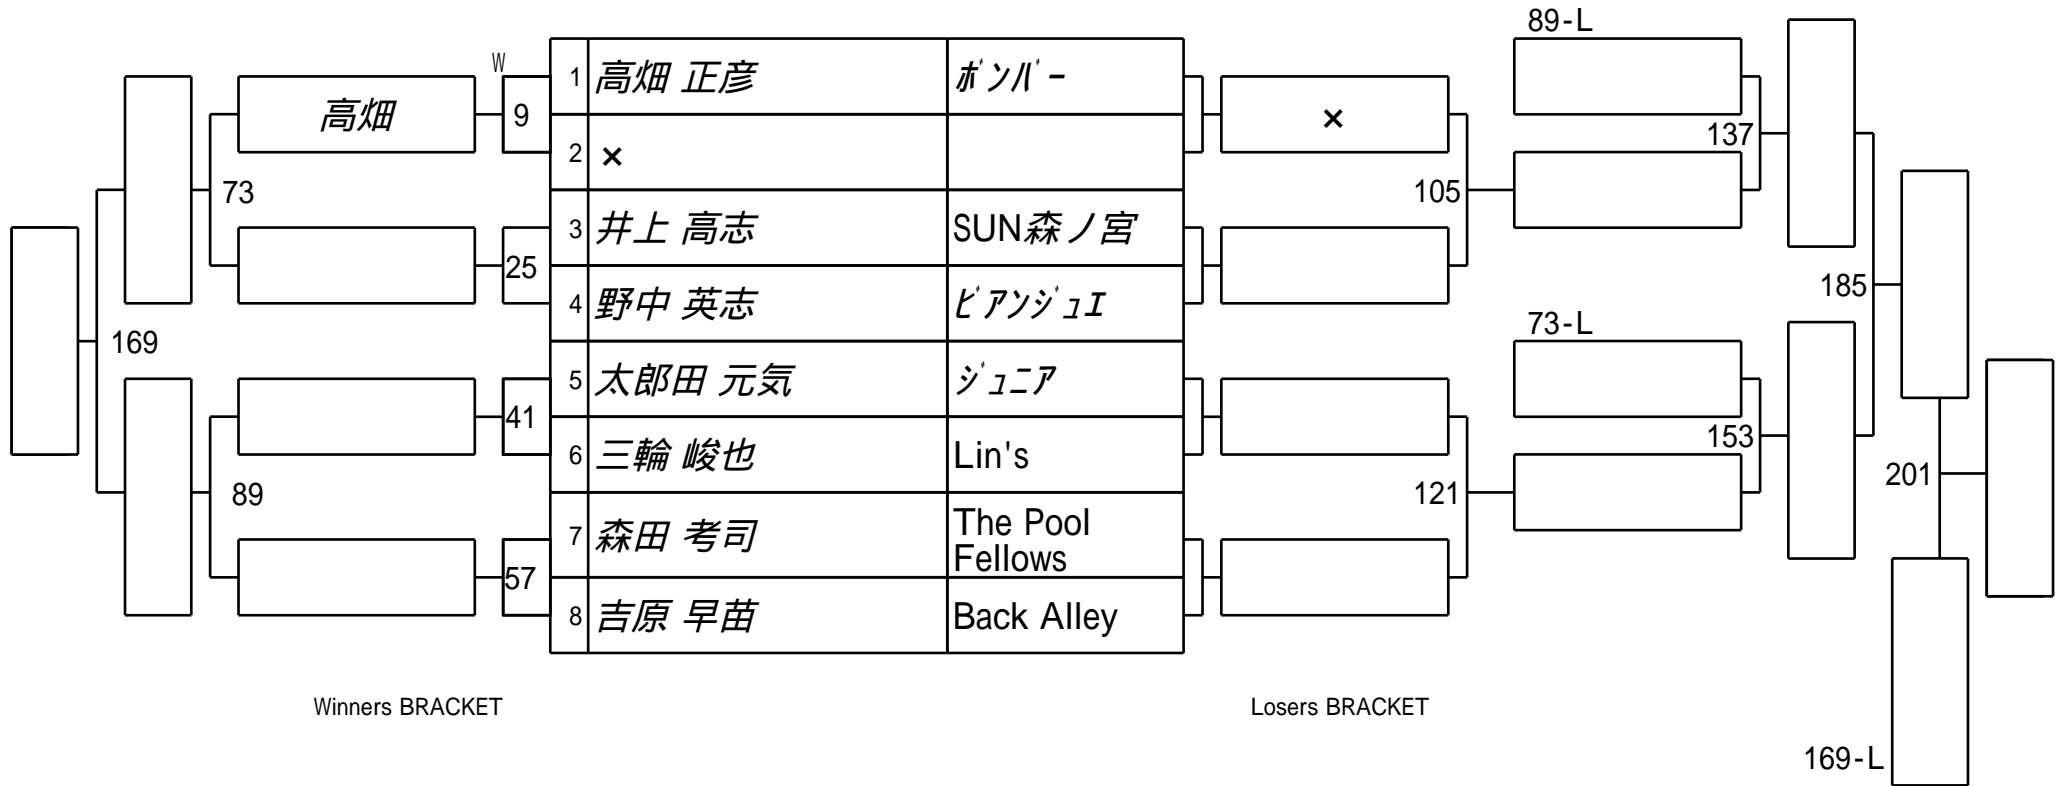 89-L
W
1 高畑 正彦 ボンバー
9
高畑
×
137
2 ×
73
105
3 井上 高志 SUN森ノ宮
25
4 野中 英志 ビアンジュエ
185
73-L
169
5 太郎田 元気 ジュニア
41
153
6 三輪 峻也 Lin's
89
121
201
7 森田 考司 The Pool
Fellows
57
8 吉原 早苗 Back Alley
Winners BRACKET
Losers BRACKET
169-L